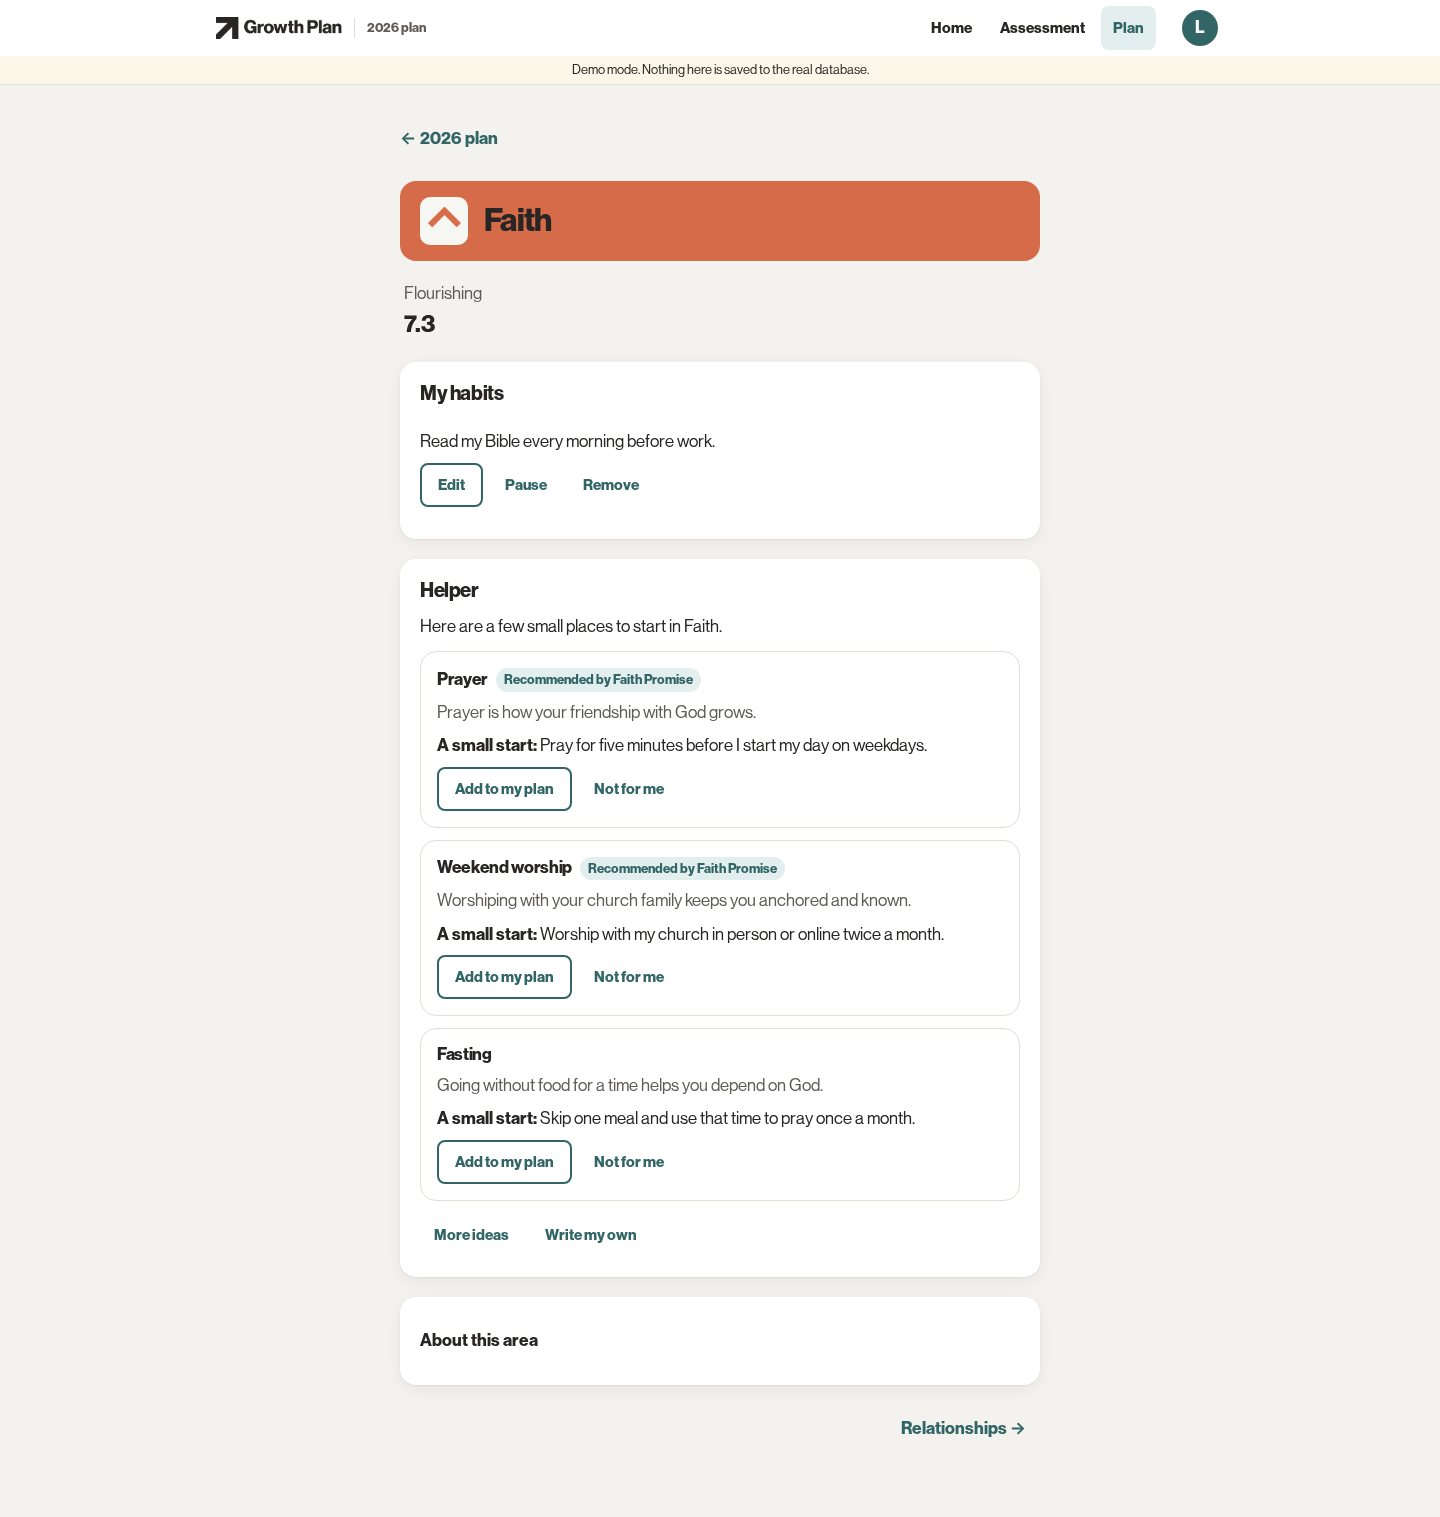 Growth Plan
2026 plan
Home
Assessment
Plan
L
Demo mode. Nothing here is saved to the real database.
← 2026 plan
Faith
Flourishing
7.3
My habits
Read my Bible every morning before work.
Edit
Pause
Remove
Helper
Here are a few small places to start in Faith.
Prayer
Recommended by Faith Promise
Prayer is how your friendship with God grows.
A small start: Pray for five minutes before I start my day on weekdays.
Add to my plan
Not for me
Weekend worship
Recommended by Faith Promise
Worshiping with your church family keeps you anchored and known.
A small start: Worship with my church in person or online twice a month.
Add to my plan
Not for me
Fasting
Going without food for a time helps you depend on God.
A small start: Skip one meal and use that time to pray once a month.
Add to my plan
Not for me
More ideas
Write my own
About this area
Relationships →